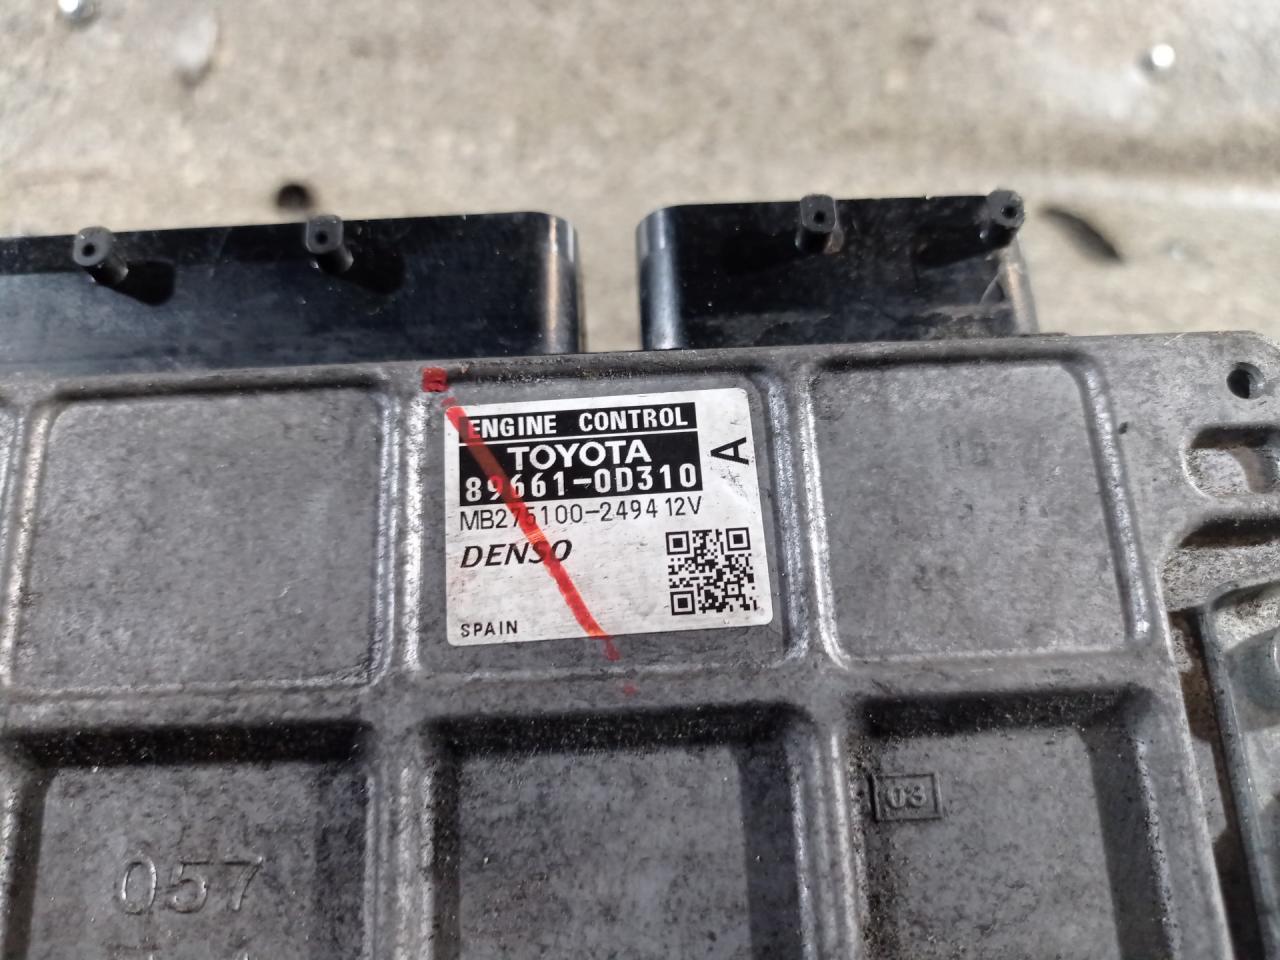 ENGINE CONTROL
TOYOTA
89661-0D310
A
MB275100-2494 12V
DENSO
SPAIN
03
057